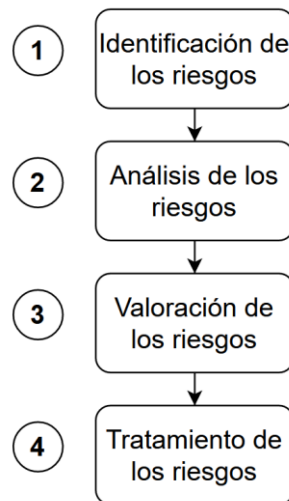 1
Identificación de
los riesgos
2
Análisis de los
riesgos
3
Valoración de
los riesgos
4
Tratamiento de
los riesgos